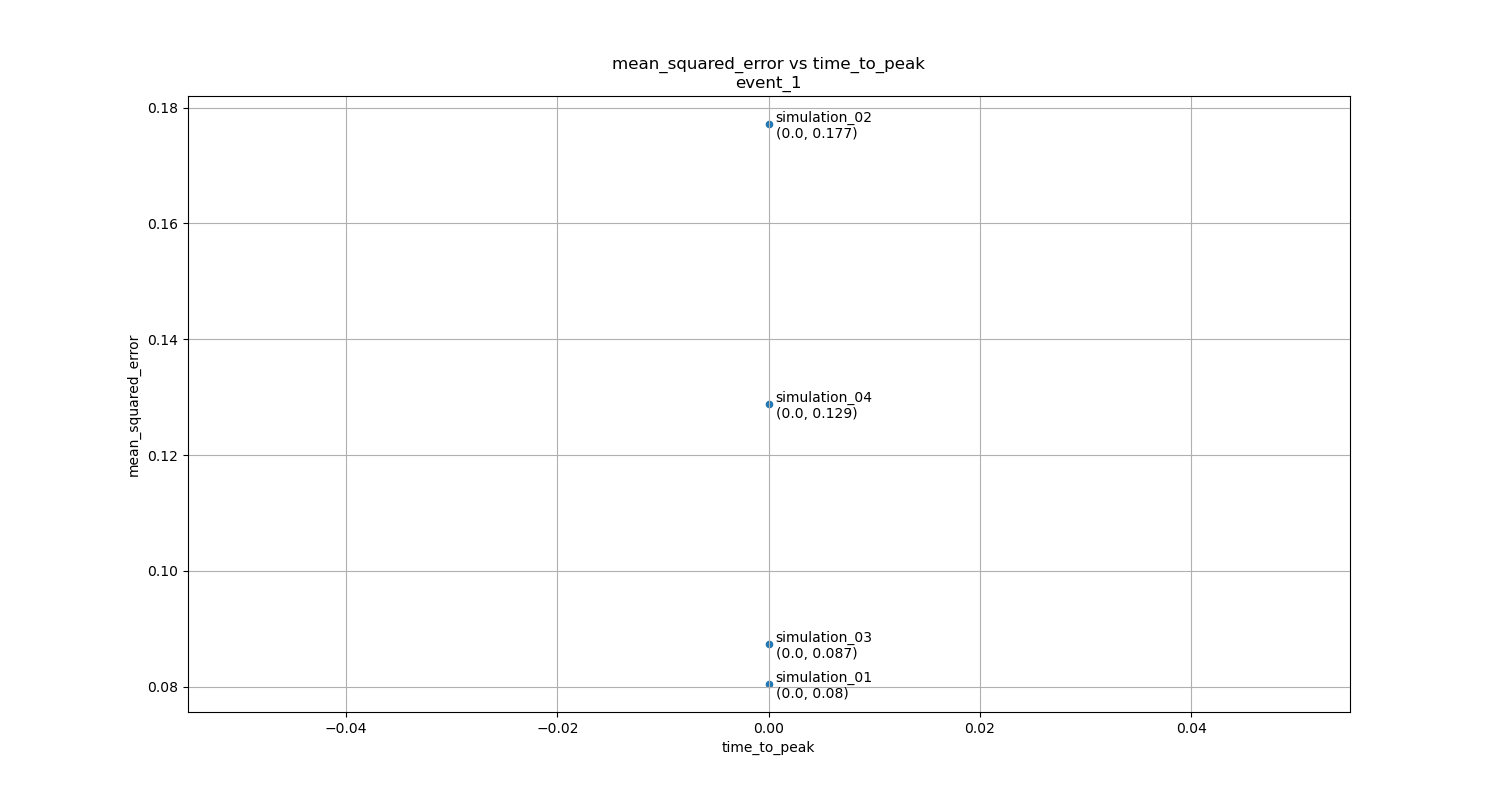 mean_squared_error vs time_to_peak
event_1
0.18
0.16
0.14
0.12
0.10
0.08
mean_squared_error
simulation_02
(0.0, 0.177)
simulation_04
(0.0, 0.129)
simulation_03
(0.0, 0.087)
simulation_01
(0.0, 0.08)
−0.04 −0.02 0.00 0.02 0.04
time_to_peak